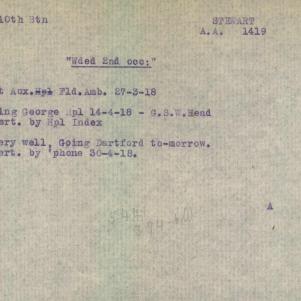 10th Btn STEWART
A.A. 1419
"Wded 2nd occ:"
t Aux. Hpl Fld.Amb. 27-3-18
ing George Hpl 14-4-18 - G.S.W.Head
ert. by Hpl Index
ery well, Going Dartford to-morrow.
ert. by 'phone 30-4-18.
A